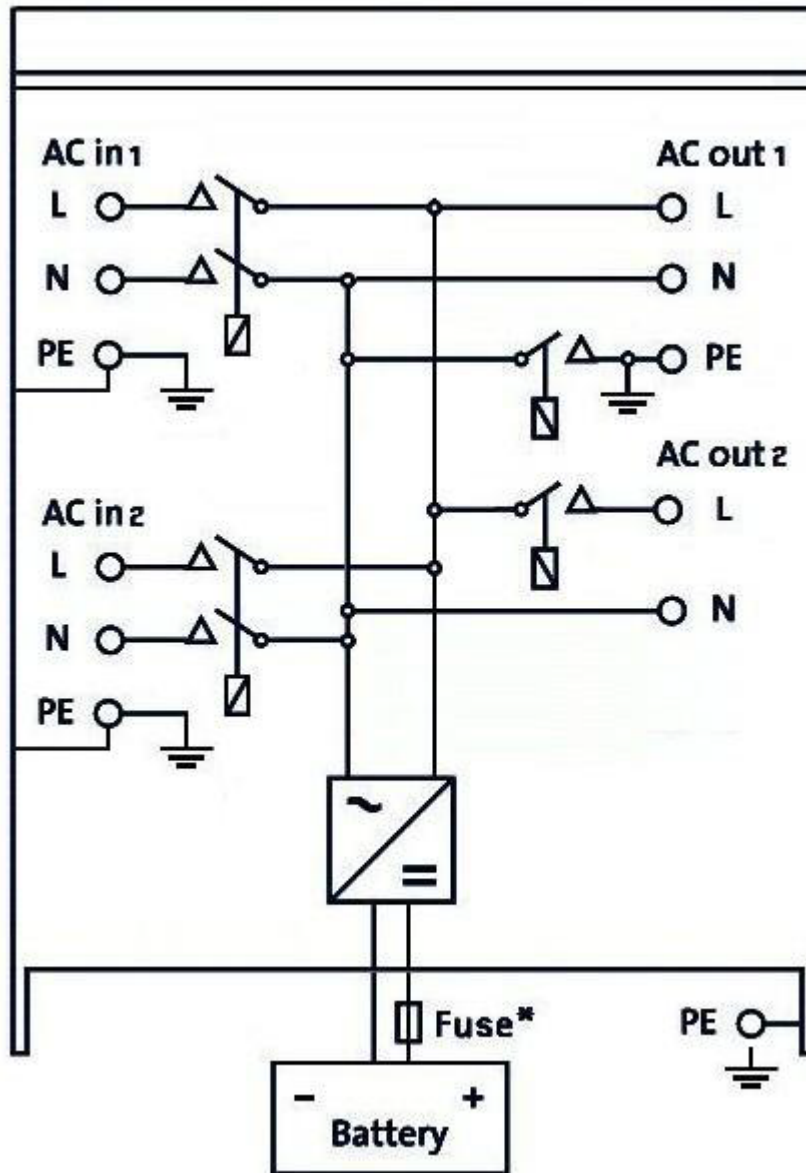 AC in 1
L
N
PE
AC out 1
L
N
PE
AC in 2
L
N
PE
AC out 2
L
N
~
=
Fuse*
PE
- +
Battery